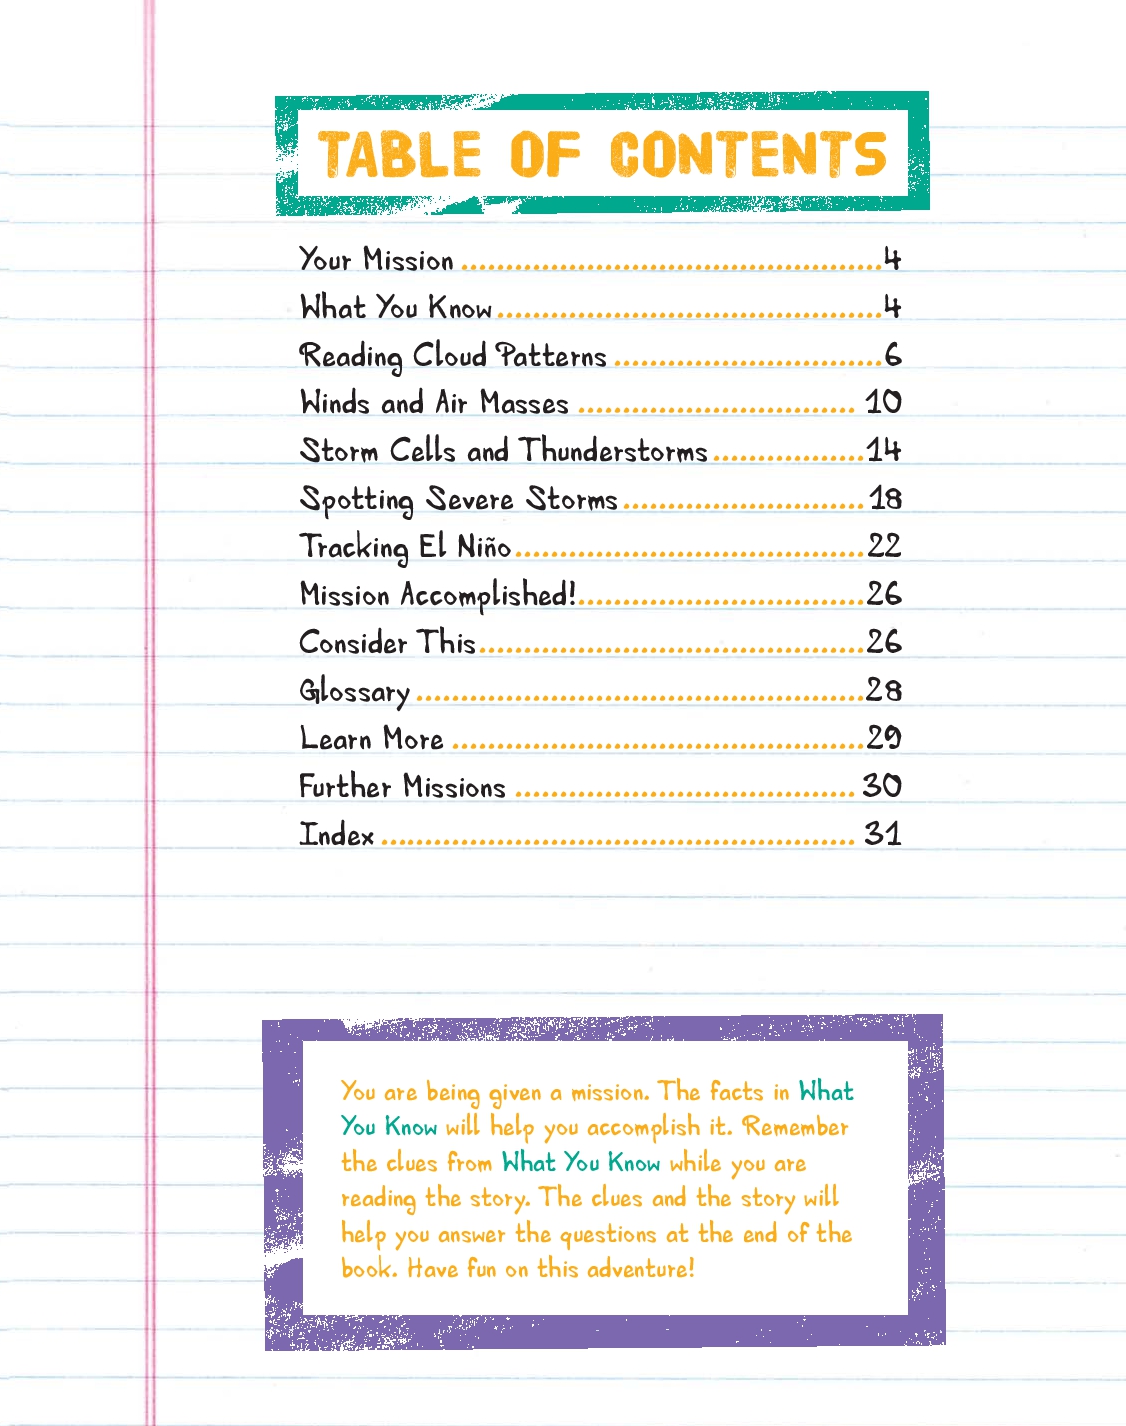 TABLE OF CONTENTS
Your Mission ................................................ 4
What You Know ............................................ 4
Reading Cloud Patterns .............................. 6
Winds and Air Masses ............................... 10
Storm Cells and Thunderstorms ................. 14
Spotting Severe Storms ........................... 18
Tracking El Niño ....................................... 22
Mission Accomplished! ................................ 26
Consider This ........................................... 26
Glossary .................................................. 28
Learn More .............................................. 29
Further Missions ...................................... 30
Index ..................................................... 31
You are being given a mission. The facts in What
You Know will help you accomplish it. Remember
the clues from What You Know while you are
reading the story. The clues and the story will
help you answer the questions at the end of the
book. Have fun on this adventure!